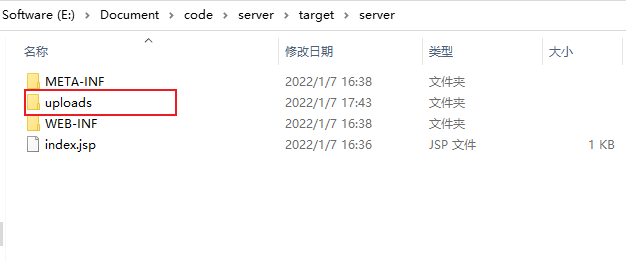 Software (E:) > Document > code > server > target > server
名称 修改日期 类型 大小
META-INF 2022/1/7 16:38 文件夹
uploads 2022/1/7 17:43 文件夹
WEB-INF 2022/1/7 16:38 文件夹
index.jsp 2022/1/7 16:36 JSP 文件 1 KB